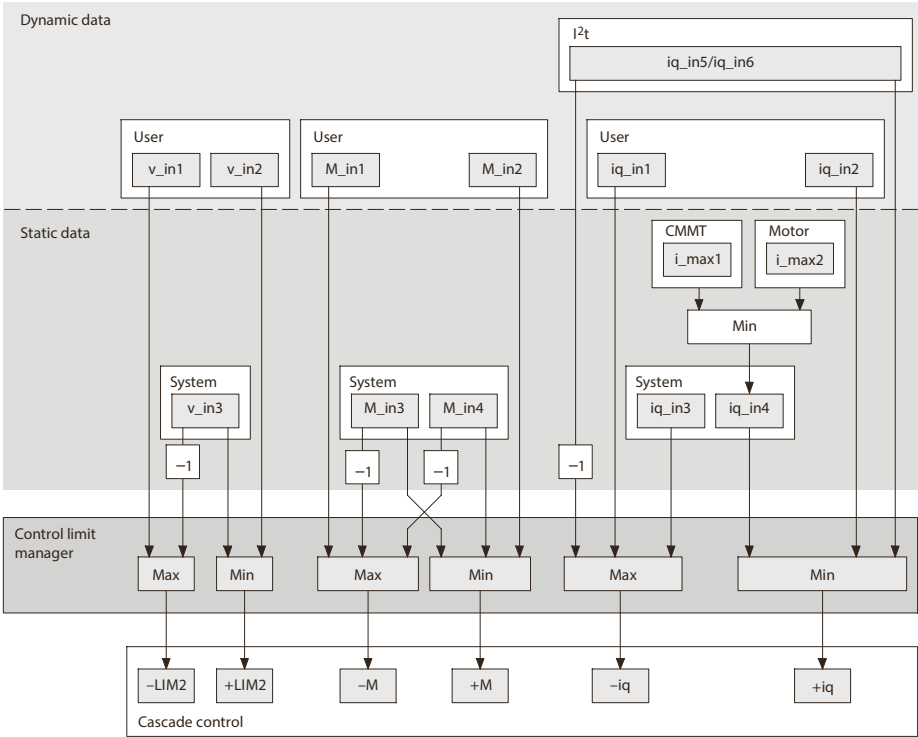 Dynamic data
I²t
iq_in5/iq_in6
User
v_in1
v_in2
User
M_in1
M_in2
User
iq_in1
iq_in2
Static data
CMMT
i_max1
Motor
i_max2
Min
System
v_in3
System
M_in3
M_in4
System
iq_in3
iq_in4
−1
−1
−1
−1
Control limit
manager
Max
Min
Max
Min
Max
Min
−LIM2
+LIM2
−M
+M
−iq
+iq
Cascade control